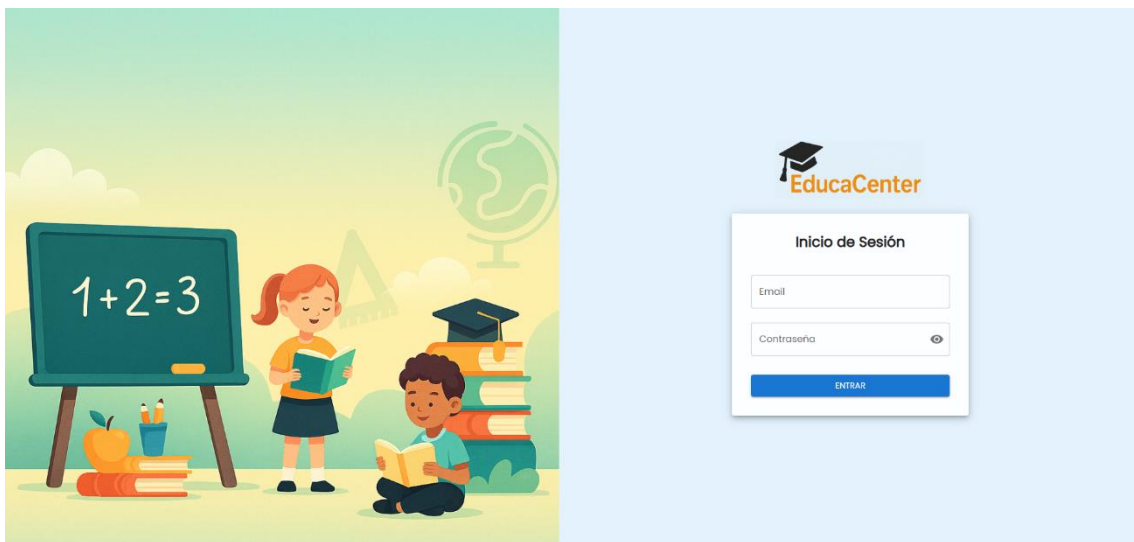 1+2=3
EducaCenter
Inicio de Sesión
Email
Contraseña
ENTRAR